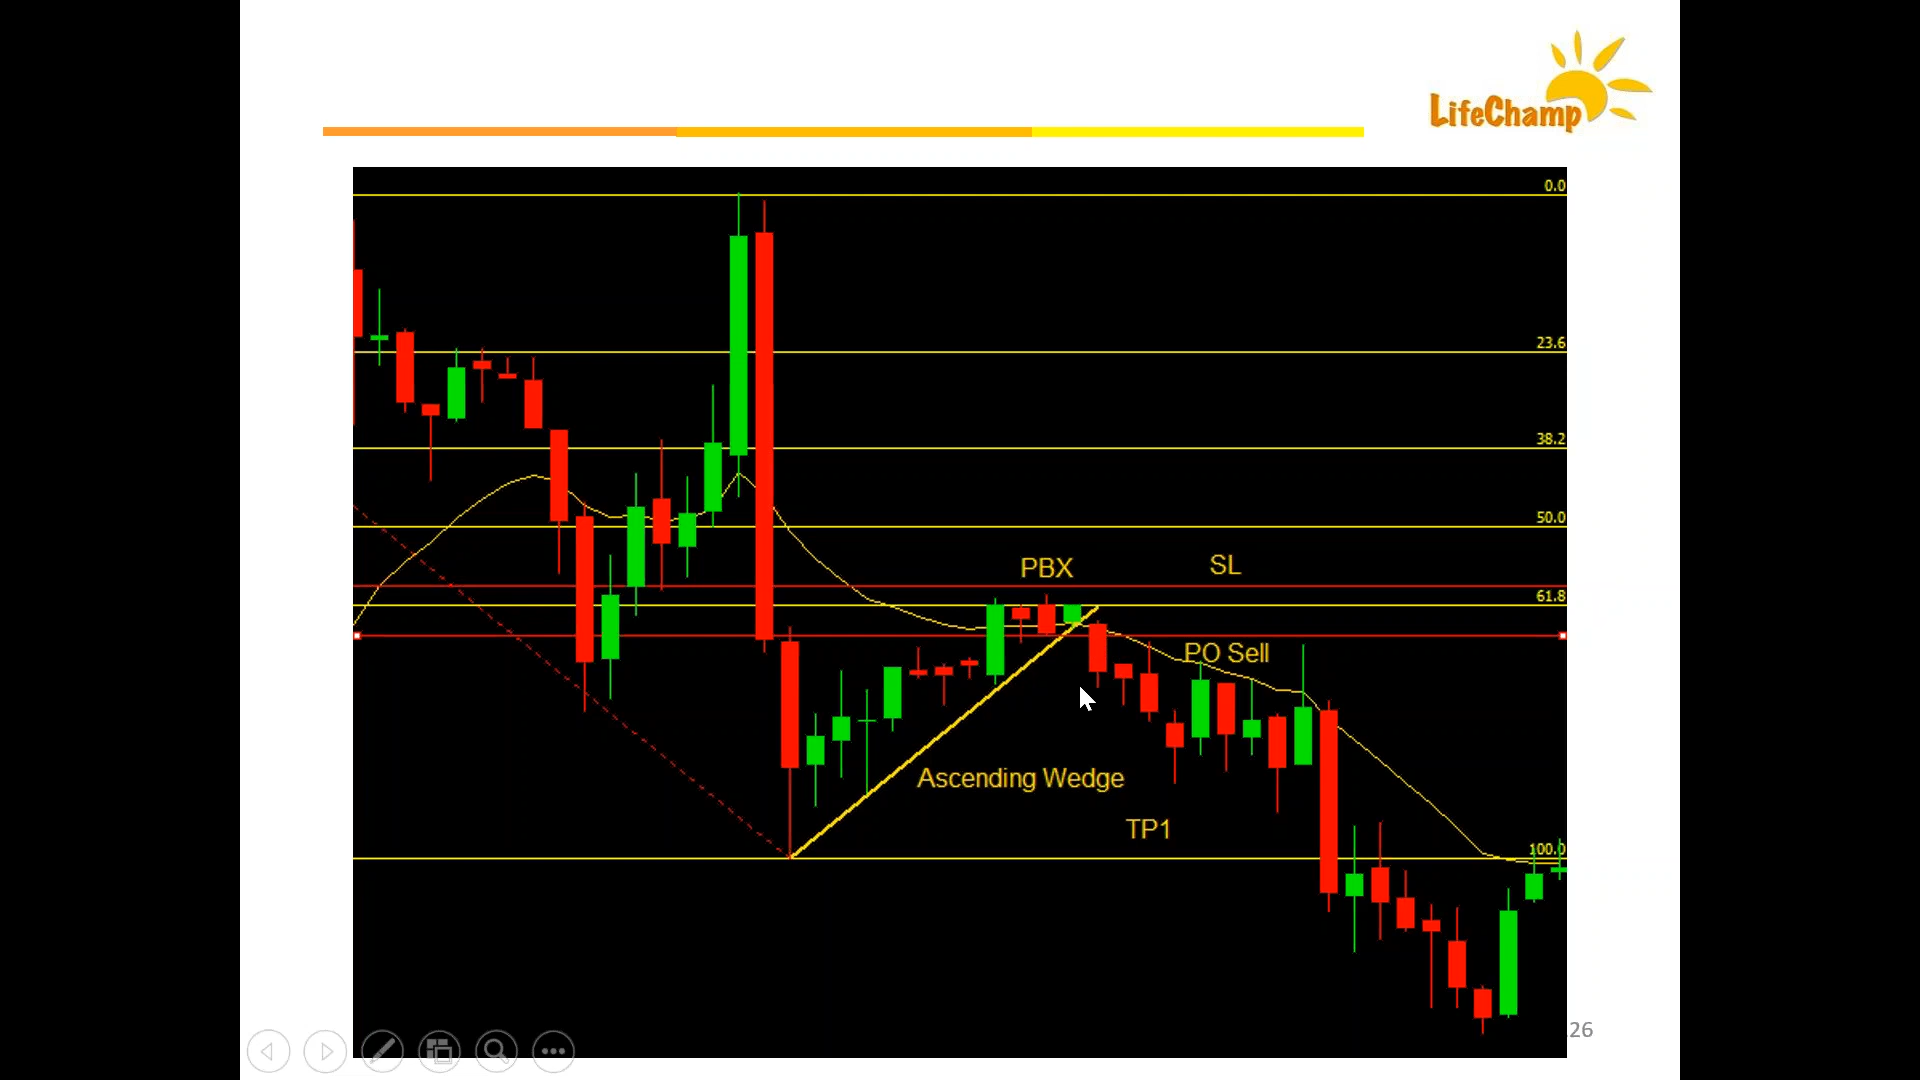 LifeChamp
0.0
23.6
38.2
50.0
PBX
SL
61.8
PO Sell
Ascending Wedge
TP1
100.0
26